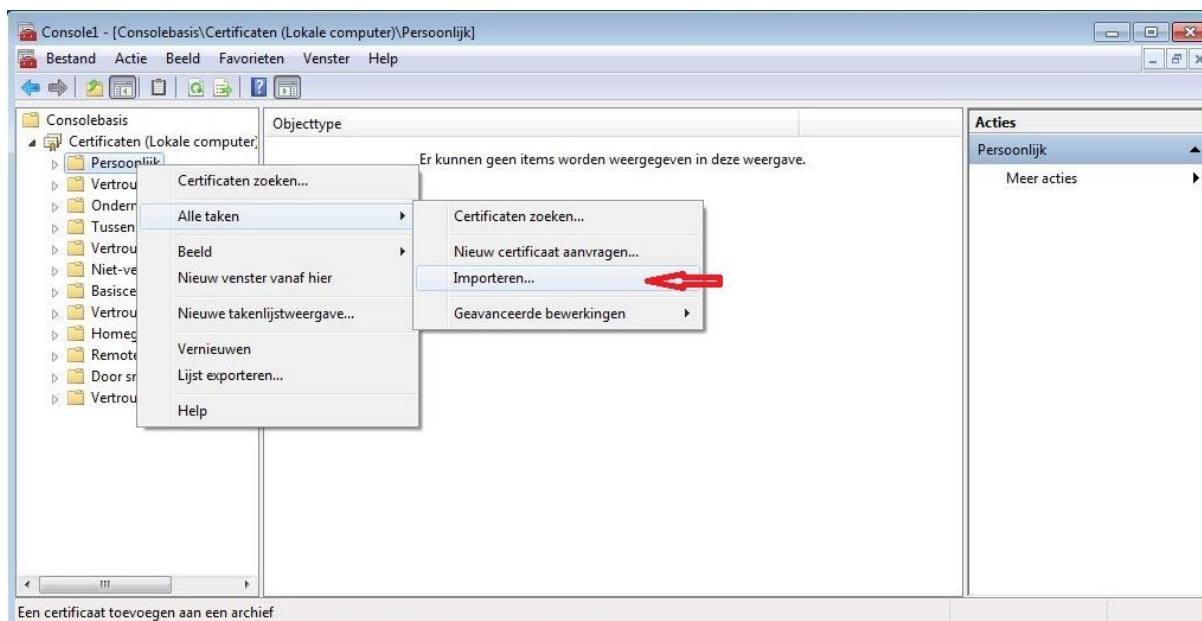 Console1 - [Consolebasis\Certificaten (Lokale computer)\Persoonlijk]
Bestand Actie Beeld Favorieten Venster Help
Consolebasis
Certificaten (Lokale computer)
Persoonlijk
Vertrou
Ondern
Tussen
Vertrou
Niet-ve
Basisce
Vertrou
Homeg
Remote
Door sr
Vertrou
Certificaten zoeken...
Alle taken
Beeld
Nieuw venster vanaf hier
Nieuwe takenlijstweergave...
Vernieuwen
Lijst exporteren...
Help
Certificaten zoeken...
Nieuw certificaat aanvragen...
Importeren...
Geavanceerde bewerkingen
Objecttype
Er kunnen geen items worden weergegeven in deze weergave.
Acties
Persoonlijk
Meer acties
Een certificaat toevoegen aan een archief